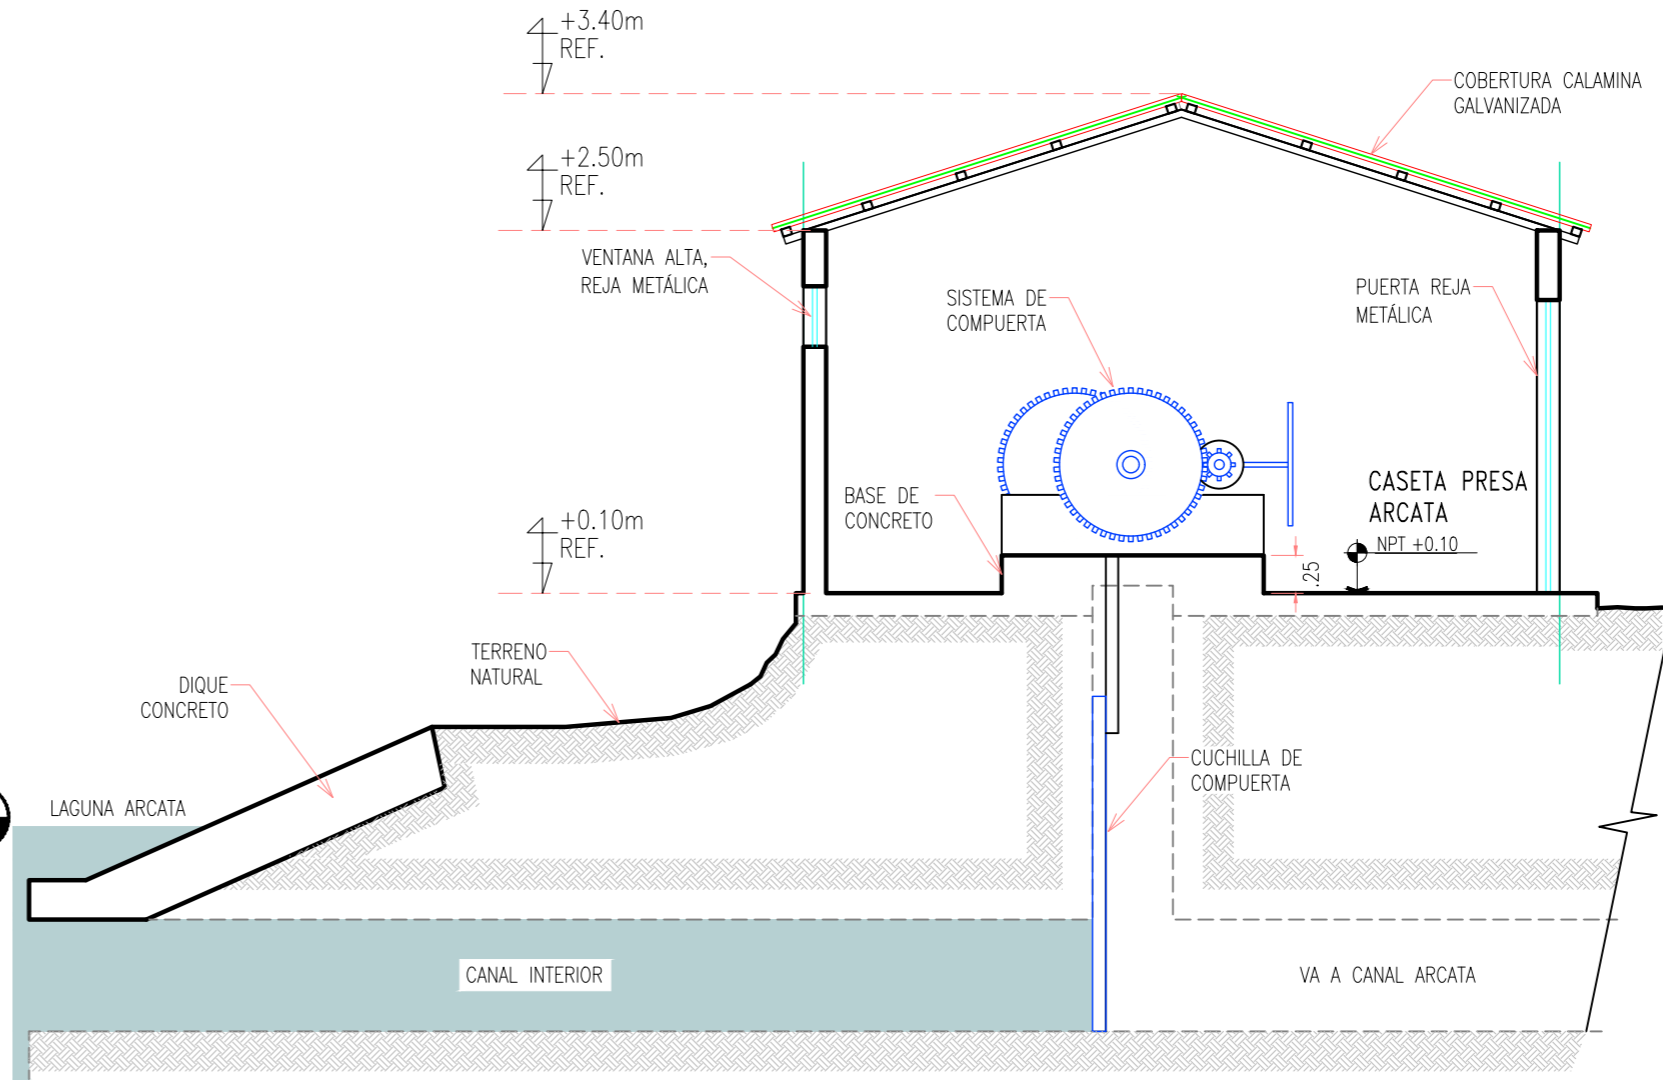 +3.40m
REF.
COBERTURA CALAMINA
GALVANIZADA
+2.50m
REF.
VENTANA ALTA,
REJA METÁLICA
SISTEMA DE
COMPUERTA
PUERTA REJA
METÁLICA
BASE DE
CONCRETO
CASETA PRESA
ARCATA
NPT +0.10
+0.10m
REF.
.25
TERRENO
NATURAL
DIQUE
CONCRETO
CUCHILLA DE
COMPUERTA
LAGUNA ARCATA
CANAL INTERIOR
VA A CANAL ARCATA